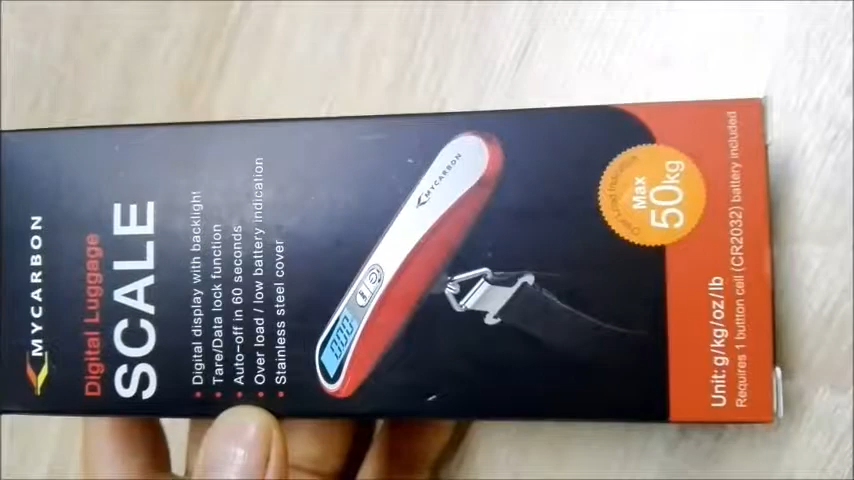 MYCARBON
Digital Luggage
SCALE
Digital display with backlight
Tare/Data lock function
Auto-off in 60 seconds
Over load / low battery indication
Stainless steel cover
MYCARBON
Max
50kg
Unit: g/kg/oz/lb
Requires 1 button cell (CR2032) battery included